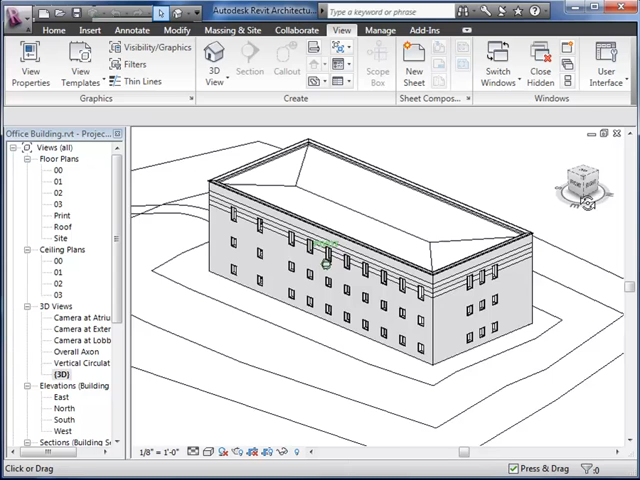 Autodesk Revit Architectu...
Type a keyword or phrase
Home Insert Annotate Modify Massing & Site Collaborate View Manage Add-Ins
View Properties
View Templates
Visibility/Graphics
Filters
Thin Lines
3D View
Section
Callout
Scope Box
New Sheet
Switch Windows
Close Hidden
User Interface
Graphics Create Sheet Compos... Windows
Office Building.rvt - Projec...
Views (all)
Floor Plans
00
01
02
03
Print
Roof
Site
Ceiling Plans
00
01
02
03
3D Views
Camera at Atriu
Camera at Exter
Camera at Lobb
Overall Axon
Vertical Circulat
{3D}
Elevations (Building
East
North
South
West
Sections (Building Se
1/8" = 1'-0"
Click or Drag
Press & Drag
:0